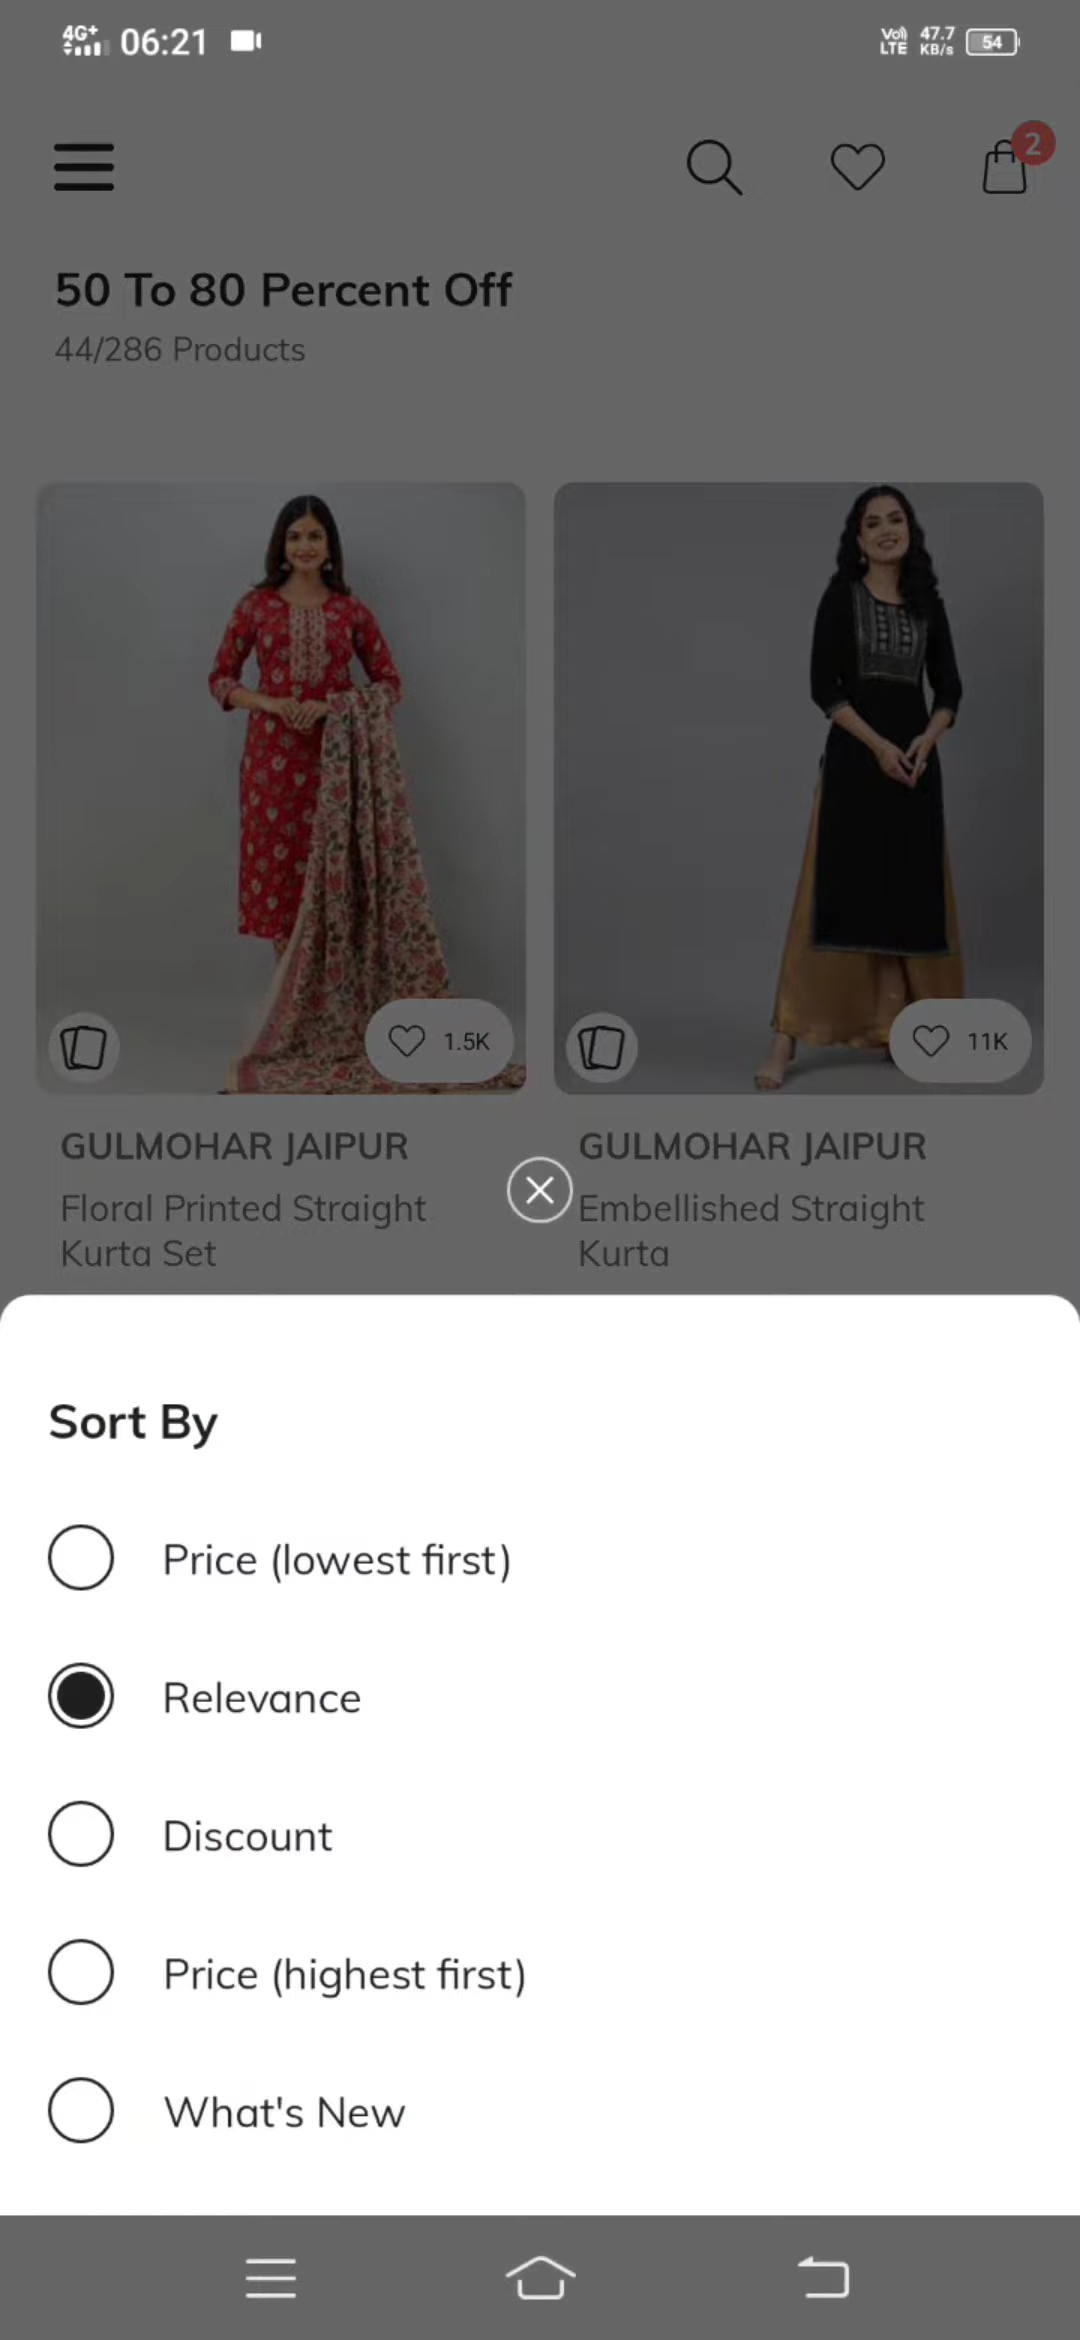 4G+ 06:21 VoD LTE 47.7 KB/s 54
2
50 To 80 Percent Off
44/286 Products
1.5K 11K
GULMOHAR JAIPUR GULMOHAR JAIPUR
Floral Printed Straight Embellished Straight
Kurta Set Kurta
Sort By
Price (lowest first)
Relevance
Discount
Price (highest first)
What's New